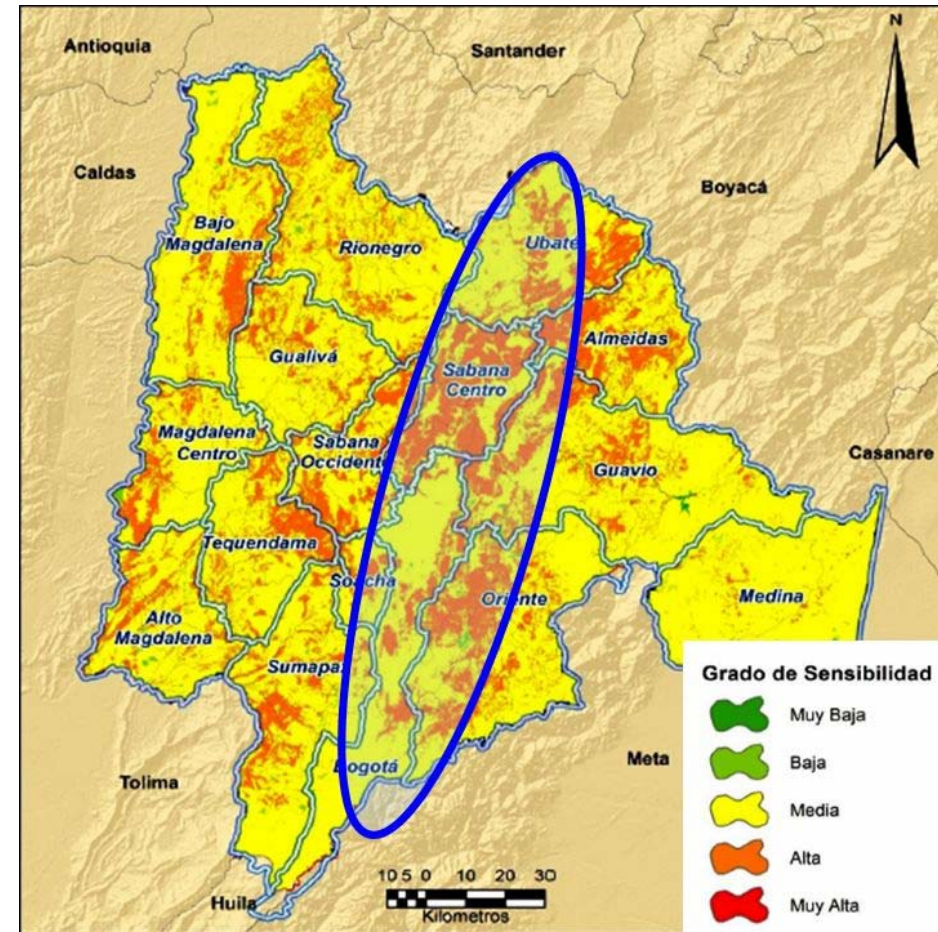 Antioquia
Santander
N
Caldas
Boyacá
Bajo
Magdalena
Rionegro
Ubaté
Gualivá
Almeidas
Sabana
Centro
Magdalena
Centro
Sabana
Occidente
Guavio
Casanare
Tequendama
Soacha
Oriente
Medina
Alto
Magdalena
Sumapaz
Bogotá
Meta
Tolima
Huila
10 5 0 10 20 30
Kilometros
Grado de Sensibilidad
Muy Baja
Baja
Media
Alta
Muy Alta